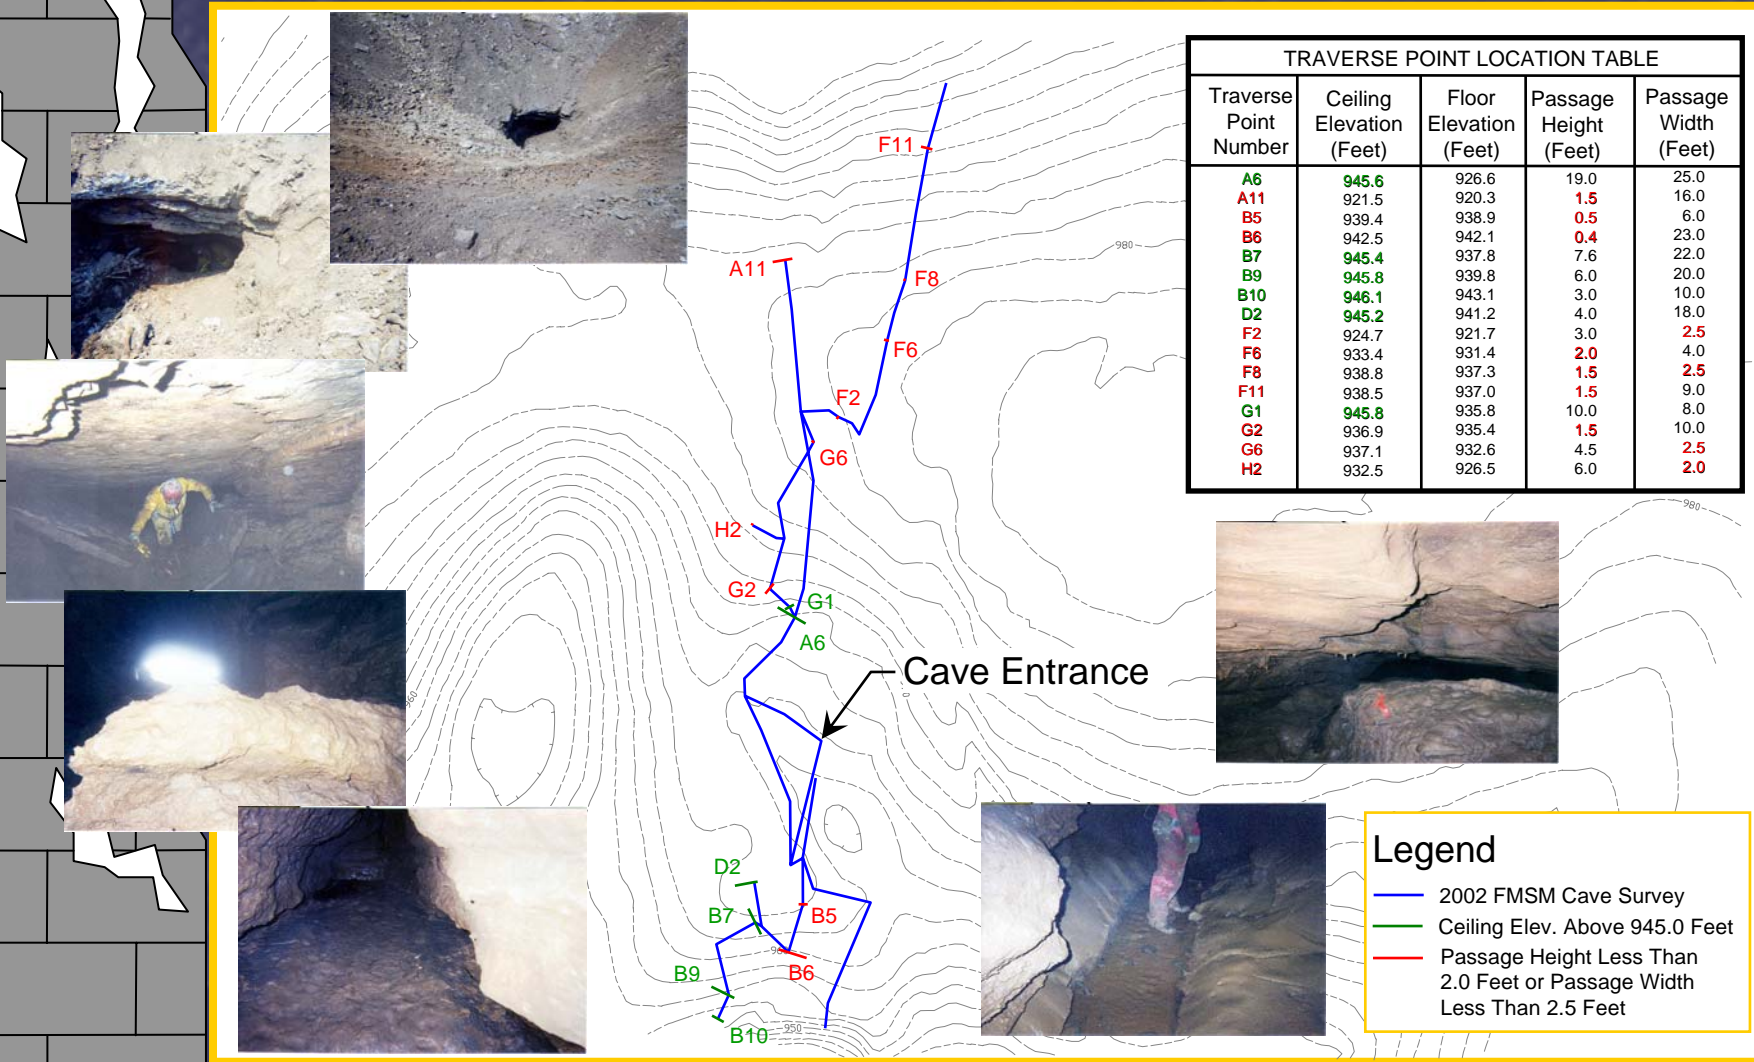 TRAVERSE POINT LOCATION TABLE
Traverse Point Number | Ceiling Elevation (Feet) | Floor Elevation (Feet) | Passage Height (Feet) | Passage Width (Feet)
A6 945.6 926.6 19.0 25.0
A11 921.5 920.3 1.5 16.0
B5 939.4 938.9 0.5 6.0
B6 942.5 942.1 0.4 23.0
B7 945.4 937.8 7.6 22.0
B9 945.8 939.8 6.0 20.0
B10 946.1 943.1 3.0 10.0
D2 945.2 941.2 4.0 18.0
F2 924.7 921.7 3.0 2.5
F6 933.4 931.4 2.0 4.0
F8 938.8 937.3 1.5 2.5
F11 938.5 937.0 1.5 9.0
G1 945.8 935.8 10.0 8.0
G2 936.9 935.4 1.5 10.0
G6 937.1 932.6 4.5 2.5
H2 932.5 926.5 6.0 2.0
F11
980
A11
F8
F6
F2
G6
980
H2
G2
G1
A6
Cave Entrance
960
D2
B7
B5
960
B6
B9
B10
950
Legend
2002 FMSM Cave Survey
Ceiling Elev. Above 945.0 Feet
Passage Height Less Than
2.0 Feet or Passage Width
Less Than 2.5 Feet